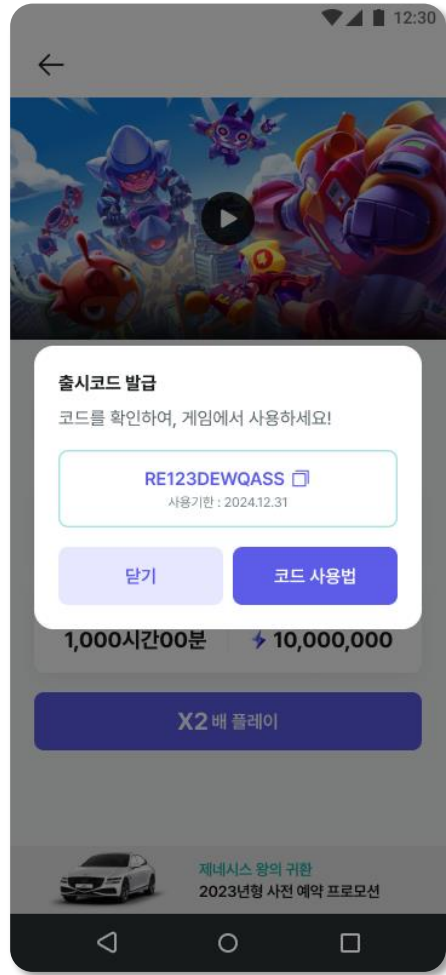 12:30
출시코드 발급
코드를 확인하여, 게임에서 사용하세요!
RE123DEWQASS
사용기한 : 2024.12.31
닫기
코드 사용법
1,000시간00분
10,000,000
X2 배 플레이
제네시스 왕의 귀환
2023년형 사전 예약 프로모션